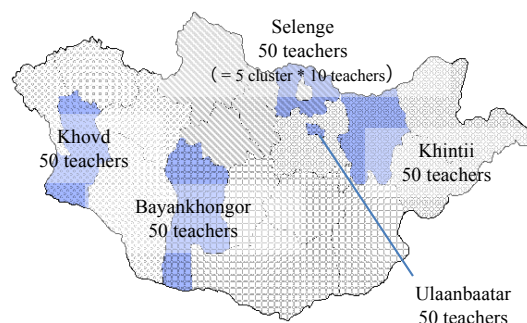 Selenge
50 teachers
( = 5 cluster * 10 teachers )
Khovd
50 teachers
Khintii
50 teachers
Bayankhongor
50 teachers
Ulaanbaatar
50 teachers